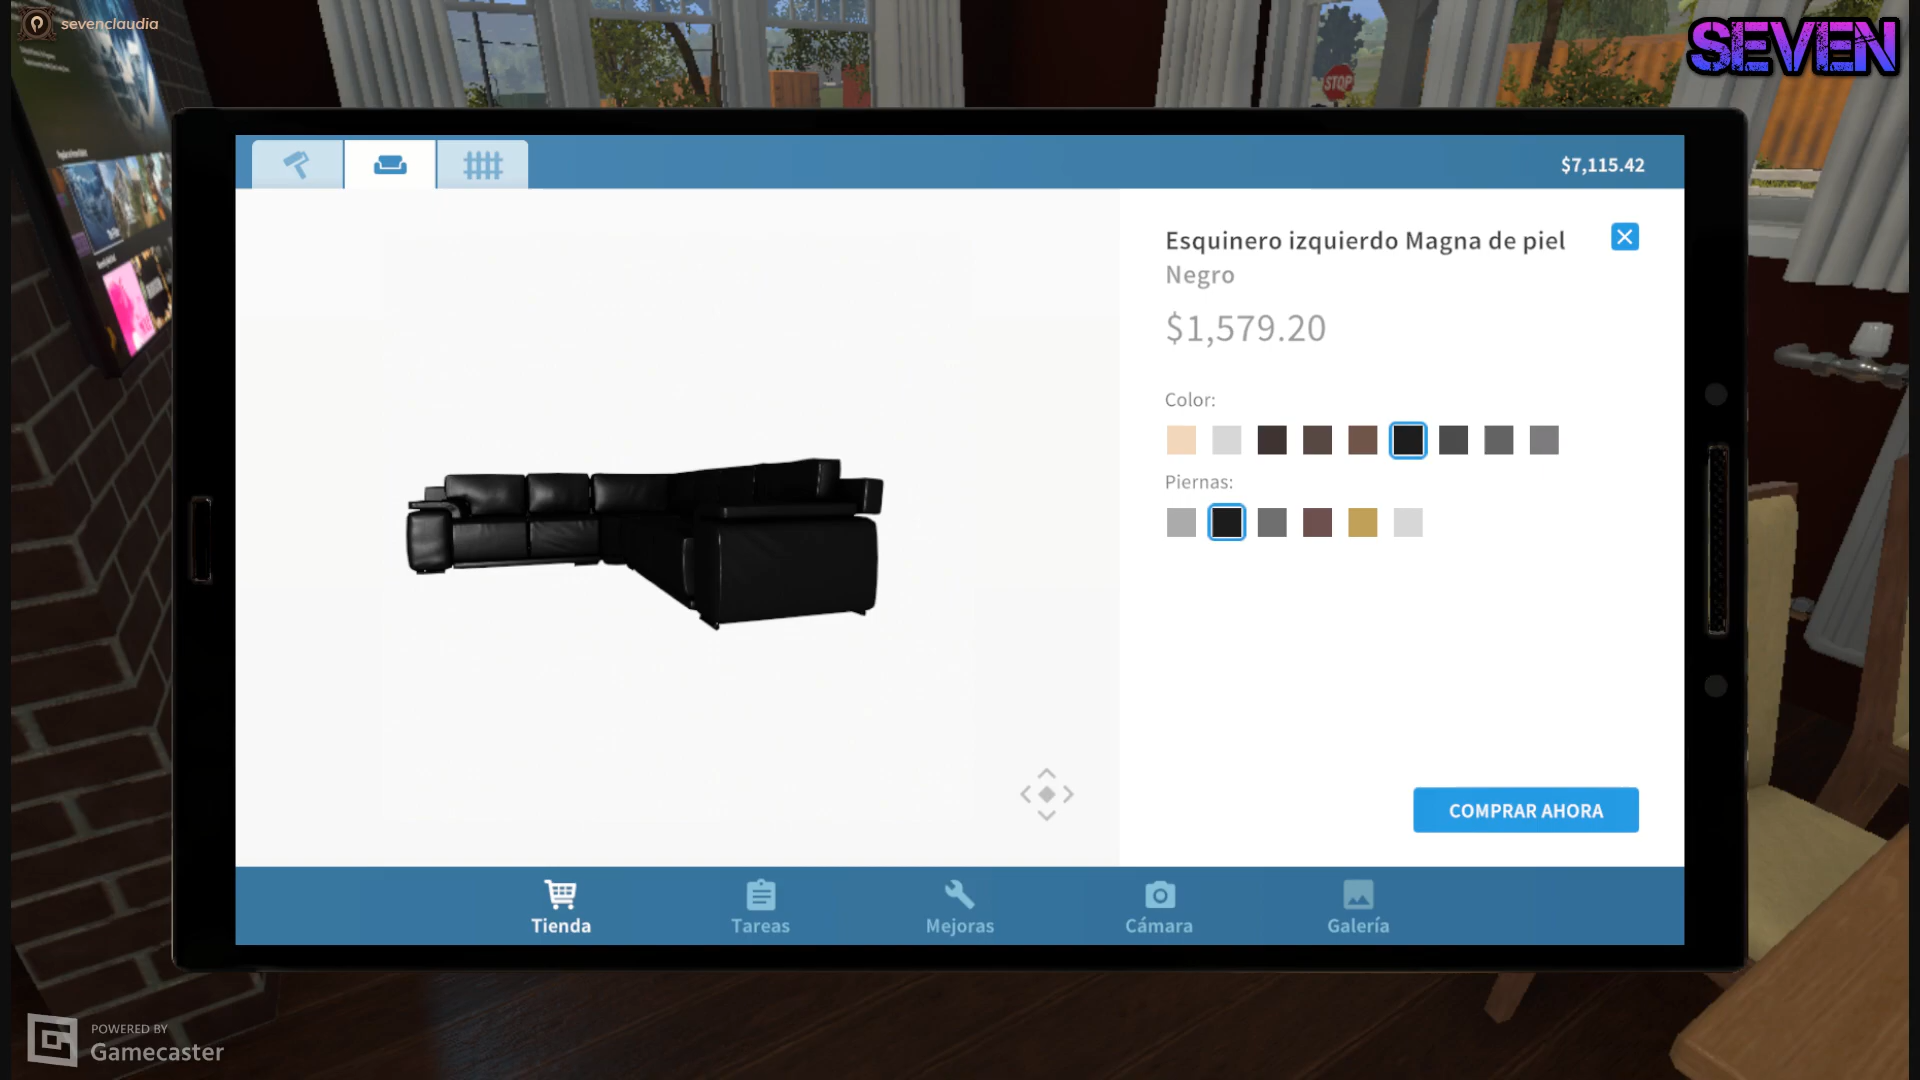 sevenclaudia
SEVEN
STOP
$7,115.42
Esquinero izquierdo Magna de piel
Negro
$1,579.20
Color:
Piernas:
COMPRAR AHORA
Tienda
Tareas
Mejoras
Cámara
Galería
POWERED BY
Gamecaster